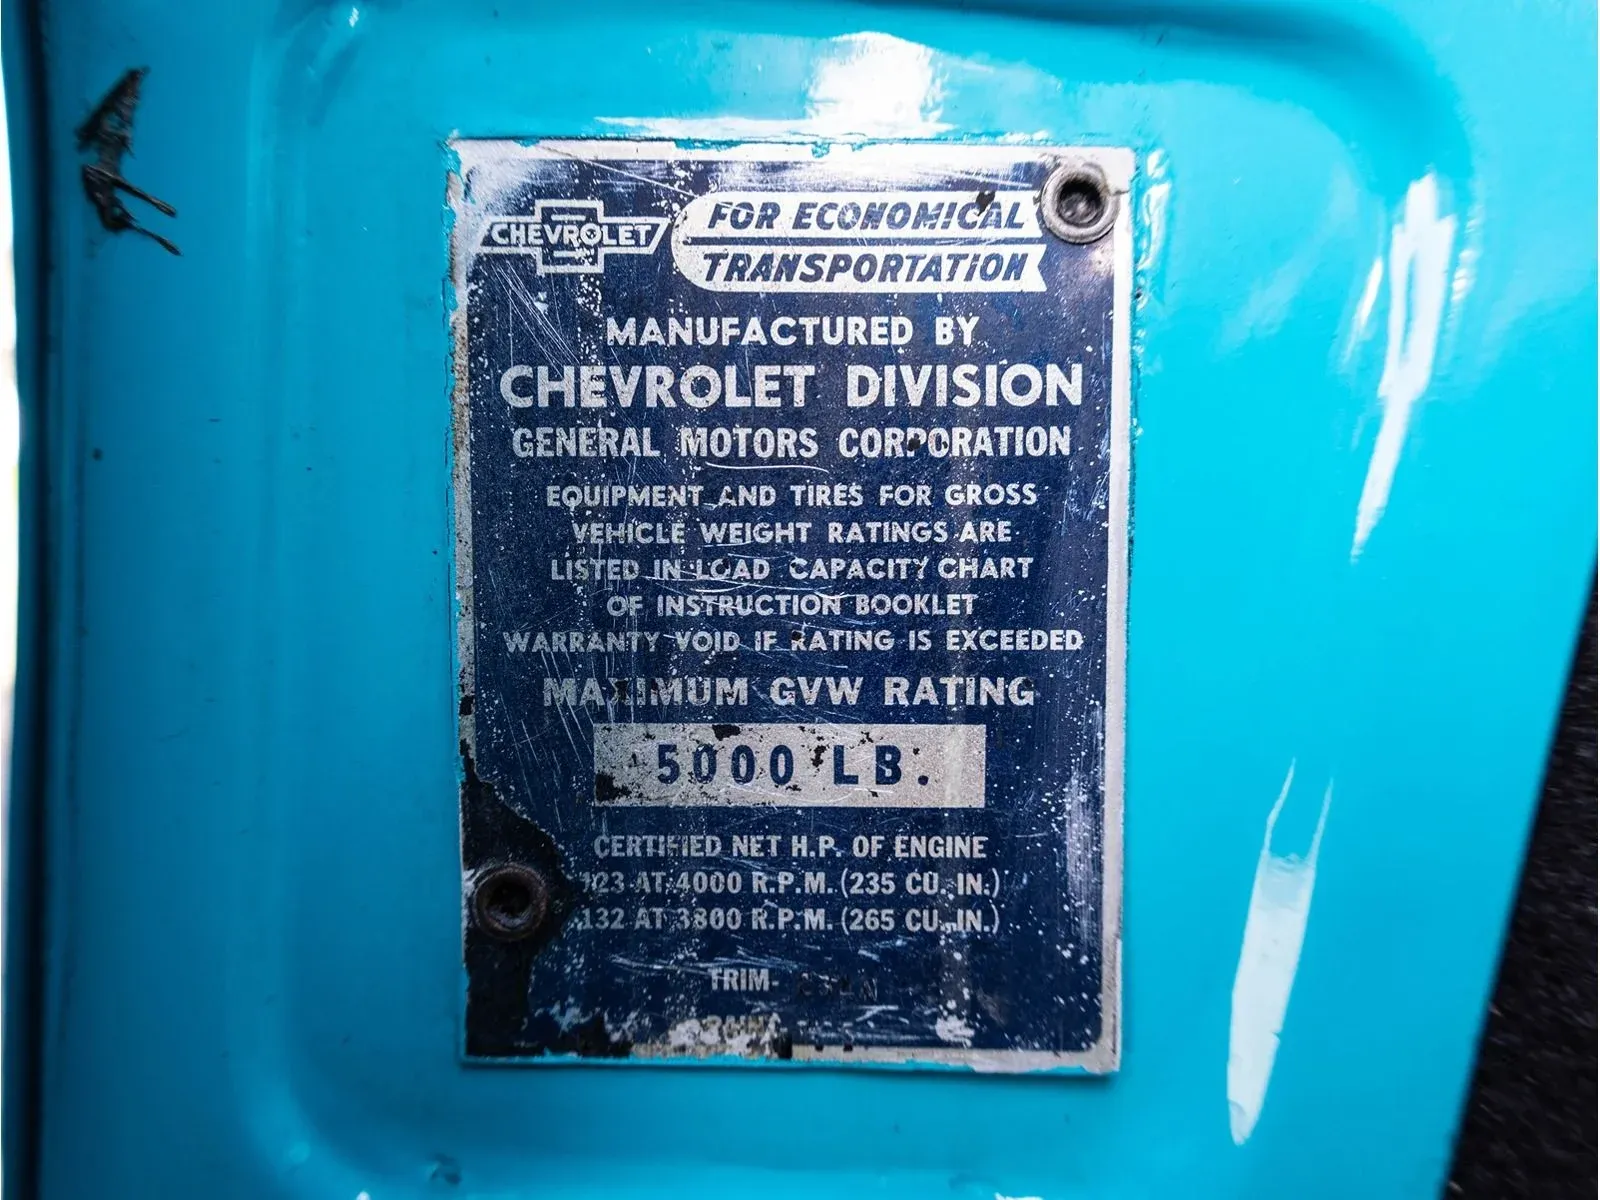 CHEVROLET
FOR ECONOMICAL
TRANSPORTATION
MANUFACTURED BY
CHEVROLET DIVISION
GENERAL MOTORS CORPORATION
EQUIPMENT AND TIRES FOR GROSS
VEHICLE WEIGHT RATINGS ARE
LISTED IN LOAD CAPACITY CHART
OF INSTRUCTION BOOKLET
WARRANTY VOID IF RATING IS EXCEEDED
MAXIMUM GVW RATING
5000 LB.
CERTIFIED NET H.P. OF ENGINE
AT 4000 R.P.M. (235 CU. IN.)
132 AT 3800 R.P.M. (265 CU. IN.)
TRIM-